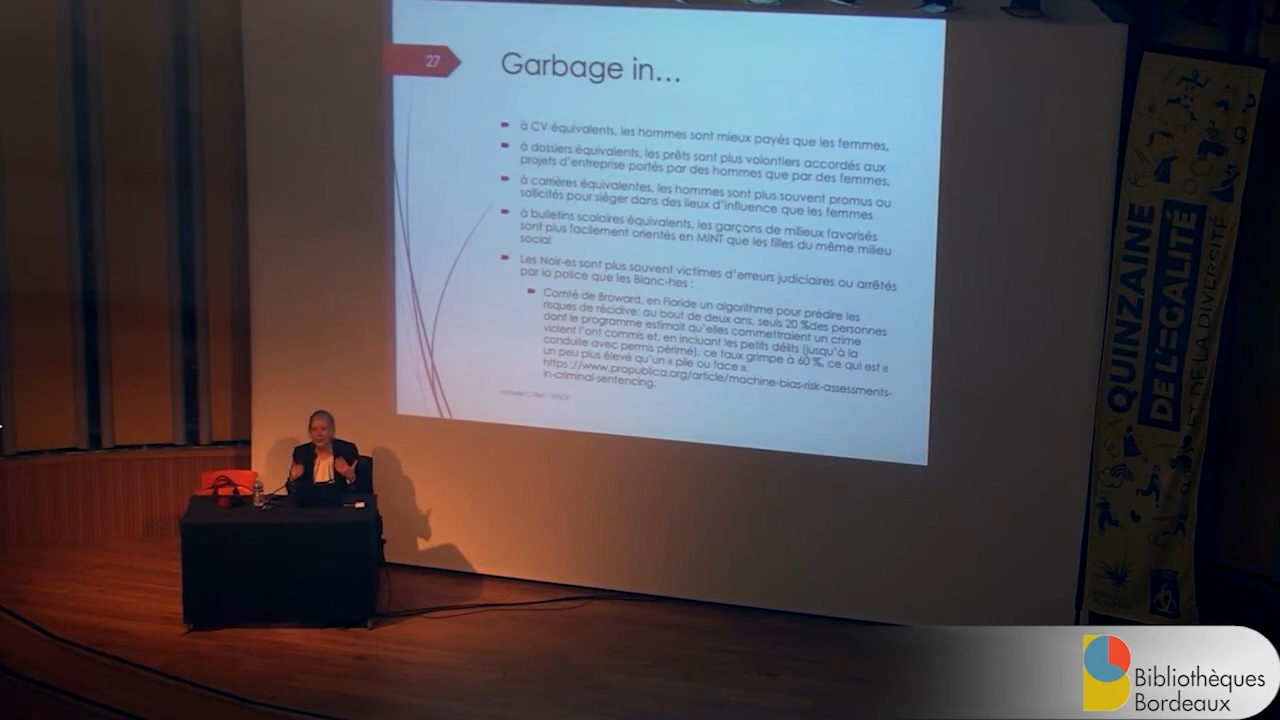 27
Garbage in...
à CV équivalents, les hommes sont mieux payés que les femmes,
à dossiers équivalents, les prêts sont plus volontiers accordés aux
projets d'entreprise portés par des hommes que par des femmes,
à carrières équivalentes, les hommes sont plus souvent promus ou
sollicités pour siéger dans des lieux d'influence que les femmes
à bulletins scolaires équivalents, les garçons de milieux favorisés
sont plus facilement orientés en MINT que les filles du même milieu
social
Les Noir-es sont plus souvent victimes d'erreurs judiciaires ou arrêtés
par la police que les Blanc-hes :
Comté de Broward, en Floride un algorithme pour prédire les
risques de récidive: au bout de deux ans, seuls 20 %des personnes
dont le programme estimait qu'elles commettraient un crime
violent l'ont commis et, en incluant les petits délits (jusqu'à la
conduite avec permis périmé), ce taux grimpe à 60 %, ce qui est «
un peu plus élevé qu'un « pile ou face ».
https ://www.propublica.org/article/machine-bias-risk-assessments-
in-criminal-sentencing.
QUINZAINE
DE L'EGALITÉ
ET DE LA DIVERSITÉ
Bibliothèques
Bordeaux